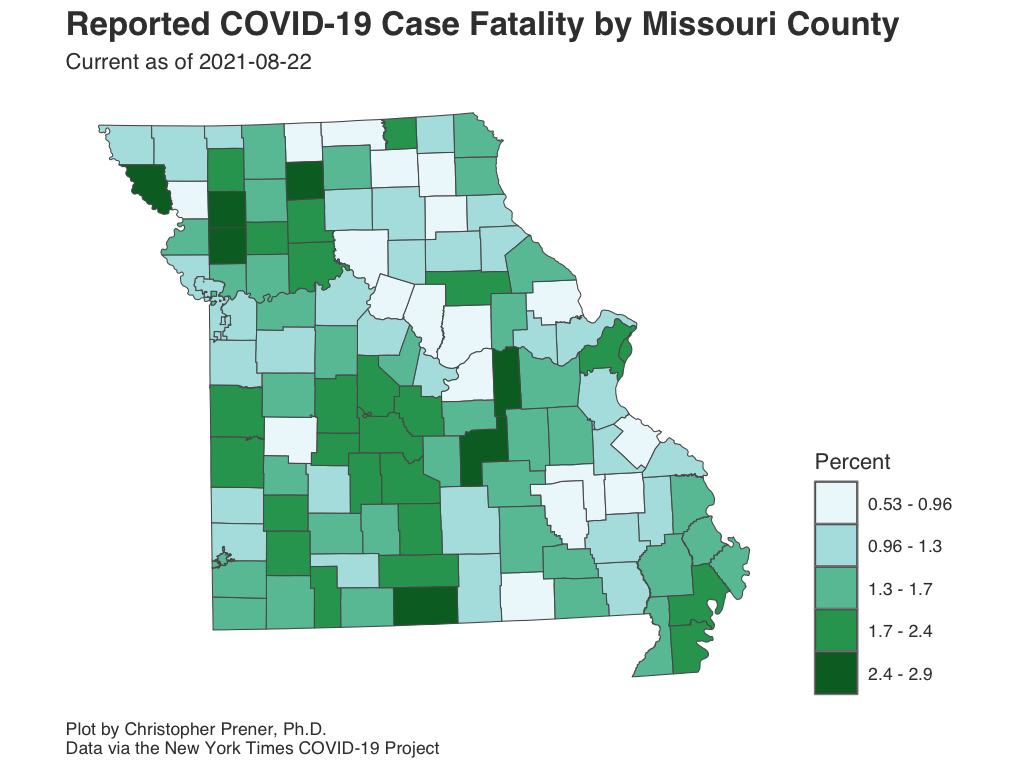 Reported COVID-19 Case Fatality by Missouri County
Current as of 2021-08-22
Percent
0.53 - 0.96
0.96 - 1.3
1.3 - 1.7
1.7 - 2.4
2.4 - 2.9
Plot by Christopher Prener, Ph.D.
Data via the New York Times COVID-19 Project